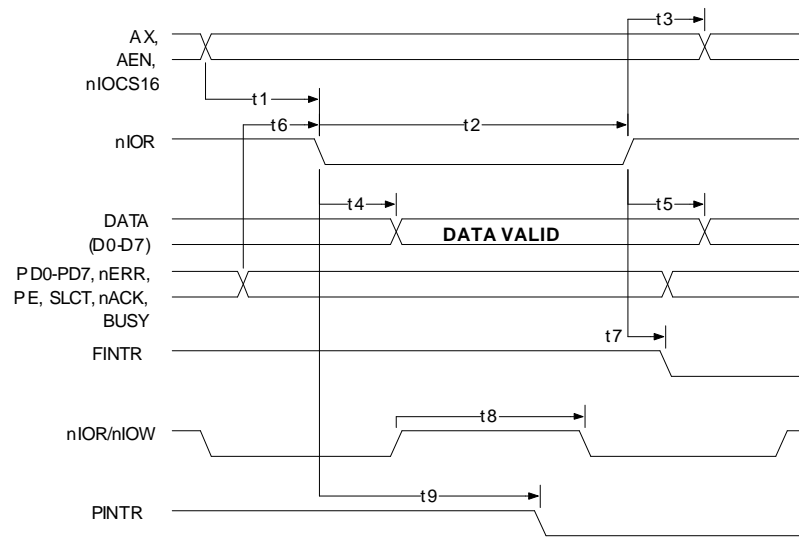 t3
AX,
AEN,
nIOCS16
t1
t6
t2
nIOR
t4
t5
DATA
(D0-D7)
DATA VALID
PD0-PD7, nERR,
PE, SLCT, nACK,
BUSY
t7
FINTR
t8
nIOR/nIOW
t9
PINTR